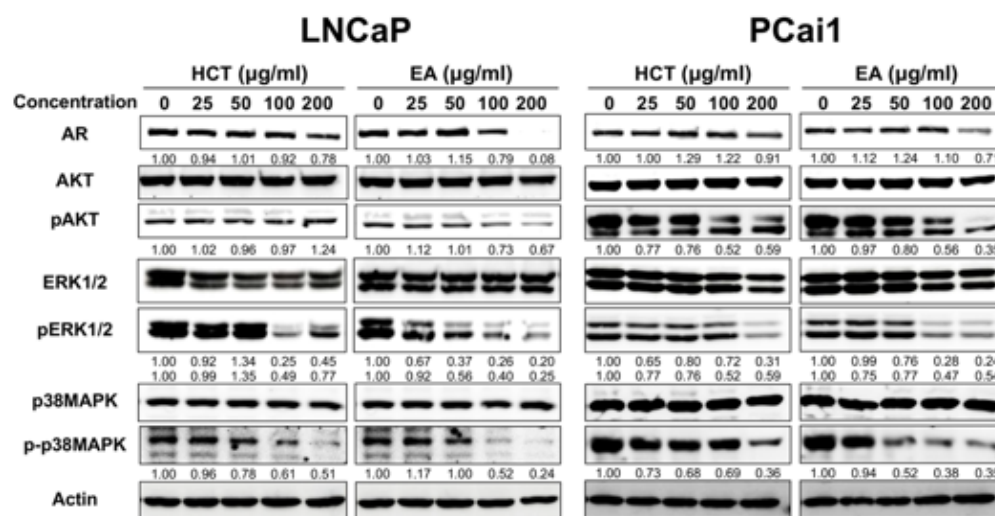 LNCaP PCai1
HCT (µg/ml) EA (µg/ml) HCT (µg/ml) EA (µg/ml)
Concentration 0 25 50 100 200 0 25 50 100 200 0 25 50 100 200 0 25 50 100 200
AR
1.00 0.94 1.01 0.92 0.78 1.00 1.03 1.15 0.79 0.08 1.00 1.00 1.29 1.22 0.91 1.00 1.12 1.24 1.10 0.71
AKT
pAKT
1.00 1.02 0.96 0.97 1.24 1.00 1.12 1.01 0.73 0.67 1.00 0.77 0.76 0.52 0.59 1.00 0.97 0.80 0.56 0.35
ERK1/2
pERK1/2
1.00 0.92 1.34 0.25 0.45 1.00 0.67 0.37 0.26 0.20 1.00 0.65 0.80 0.72 0.31 1.00 0.99 0.76 0.28 0.24
1.00 0.99 1.35 0.49 0.77 1.00 0.92 0.56 0.40 0.25 1.00 0.77 0.76 0.52 0.59 1.00 0.75 0.77 0.47 0.54
p38MAPK
p-p38MAPK
1.00 0.96 0.78 0.61 0.51 1.00 1.17 1.00 0.52 0.24 1.00 0.73 0.68 0.69 0.36 1.00 0.94 0.52 0.38 0.35
Actin